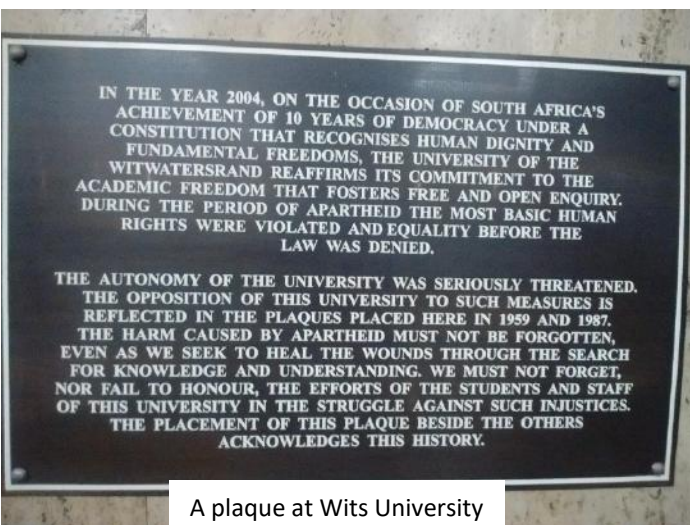 IN THE YEAR 2004, ON THE OCCASION OF SOUTH AFRICA'S
ACHIEVEMENT OF 10 YEARS OF DEMOCRACY UNDER A
CONSTITUTION THAT RECOGNISES HUMAN DIGNITY AND
FUNDAMENTAL FREEDOMS, THE UNIVERSITY OF THE
WITWATERSRAND REAFFIRMS ITS COMMITMENT TO THE
ACADEMIC FREEDOM THAT FOSTERS FREE AND OPEN ENQUIRY.
DURING THE PERIOD OF APARTHEID THE MOST BASIC HUMAN
RIGHTS WERE VIOLATED AND EQUALITY BEFORE THE
LAW WAS DENIED.
THE AUTONOMY OF THE UNIVERSITY WAS SERIOUSLY THREATENED.
THE OPPOSITION OF THIS UNIVERSITY TO SUCH MEASURES IS
REFLECTED IN THE PLAQUES PLACED HERE IN 1959 AND 1987.
THE HARM CAUSED BY APARTHEID MUST NOT BE FORGOTTEN,
EVEN AS WE SEEK TO HEAL THE WOUNDS THROUGH THE SEARCH
FOR KNOWLEDGE AND UNDERSTANDING. WE MUST NOT FORGET,
NOR FAIL TO HONOUR, THE EFFORTS OF THE STUDENTS AND STAFF
OF THIS UNIVERSITY IN THE STRUGGLE AGAINST SUCH INJUSTICES.
THE PLACEMENT OF THIS PLAQUE BESIDE THE OTHERS
ACKNOWLEDGES THIS HISTORY.
A plaque at Wits University